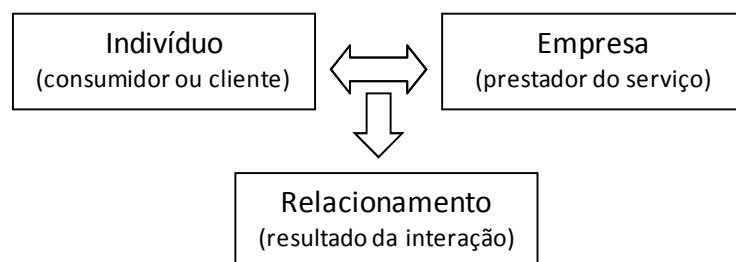 Indivíduo
(consumidor ou cliente)
Empresa
(prestador do serviço)
Relacionamento
(resultado da interação)